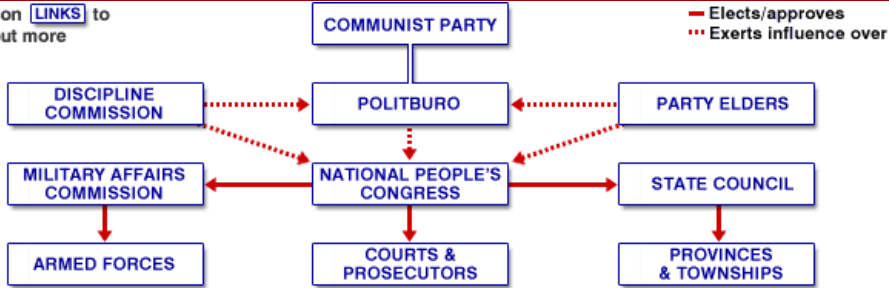 on LINKS to
out more
COMMUNIST PARTY
Elects/approves
Exerts influence over
DISCIPLINE
COMMISSION
POLITBURO
PARTY ELDERS
MILITARY AFFAIRS
COMMISSION
NATIONAL PEOPLE'S
CONGRESS
STATE COUNCIL
ARMED FORCES
COURTS &
PROSECUTORS
PROVINCES
& TOWNSHIPS